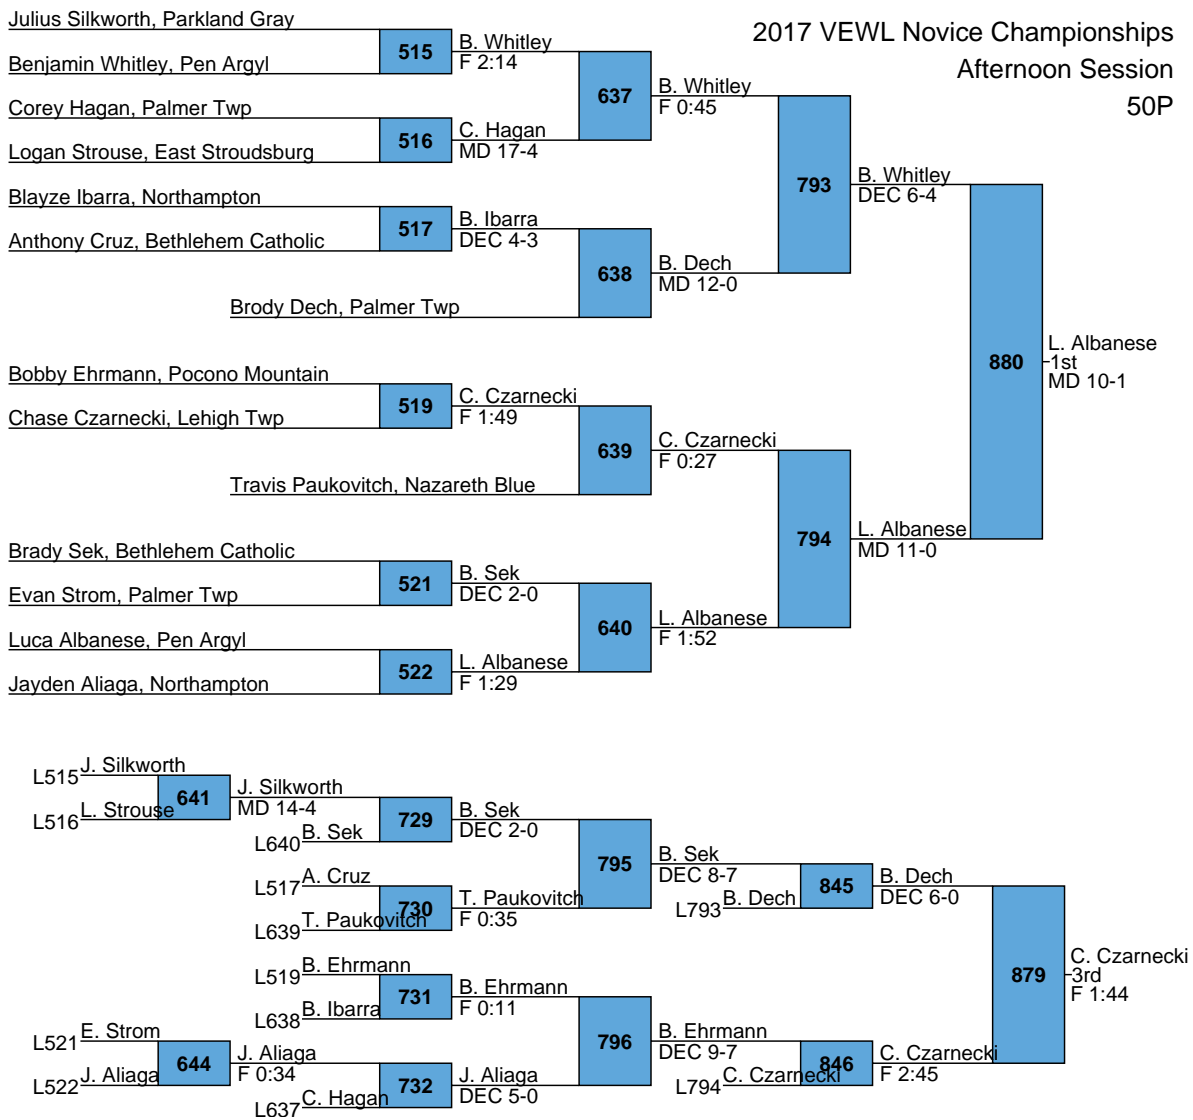 2017 VEWL Novice Championships
Afternoon Session
50P
Julius Silkworth, Parkland Gray
515
B. Whitley
F 2:14
Benjamin Whitley, Pen Argyl
637
B. Whitley
F 0:45
Corey Hagan, Palmer Twp
516
C. Hagan
MD 17-4
Logan Strouse, East Stroudsburg
793
B. Whitley
DEC 6-4
Blayze Ibarra, Northampton
517
B. Ibarra
DEC 4-3
Anthony Cruz, Bethlehem Catholic
638
B. Dech
MD 12-0
Brody Dech, Palmer Twp
880
L. Albanese
1st
MD 10-1
Bobby Ehrmann, Pocono Mountain
519
C. Czarnecki
F 1:49
Chase Czarnecki, Lehigh Twp
639
C. Czarnecki
F 0:27
Travis Paukovitch, Nazareth Blue
794
L. Albanese
MD 11-0
Brady Sek, Bethlehem Catholic
521
B. Sek
DEC 2-0
Evan Strom, Palmer Twp
640
L. Albanese
F 1:52
Luca Albanese, Pen Argyl
522
L. Albanese
F 1:29
Jayden Aliaga, Northampton
L515
J. Silkworth
641
J. Silkworth
MD 14-4
L516
L. Strouse
729
B. Sek
DEC 2-0
L640
B. Sek
795
B. Sek
DEC 8-7
L517
A. Cruz
730
T. Paukovitch
F 0:35
L639
T. Paukovitch
L793
B. Dech
845
B. Dech
DEC 6-0
L519
B. Ehrmann
731
B. Ehrmann
F 0:11
L638
B. Ibarra
879
C. Czarnecki
3rd
F 1:44
L521
E. Strom
644
J. Aliaga
F 0:34
L522
J. Aliaga
796
B. Ehrmann
DEC 9-7
732
J. Aliaga
DEC 5-0
L637
C. Hagan
L794
C. Czarnecki
846
C. Czarnecki
F 2:45